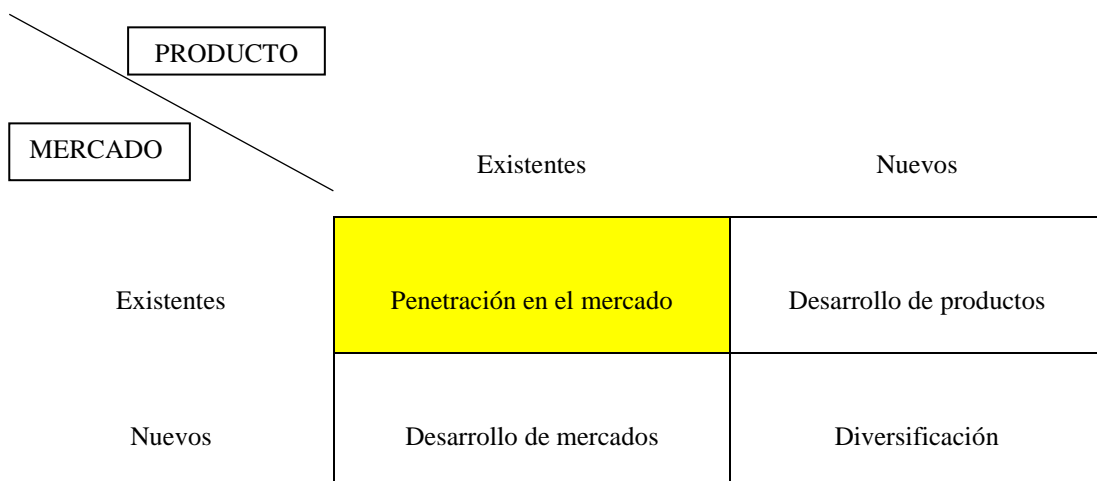 PRODUCTO
MERCADO
Existentes Nuevos
Existentes Penetración en el mercado Desarrollo de productos
Nuevos Desarrollo de mercados Diversificación